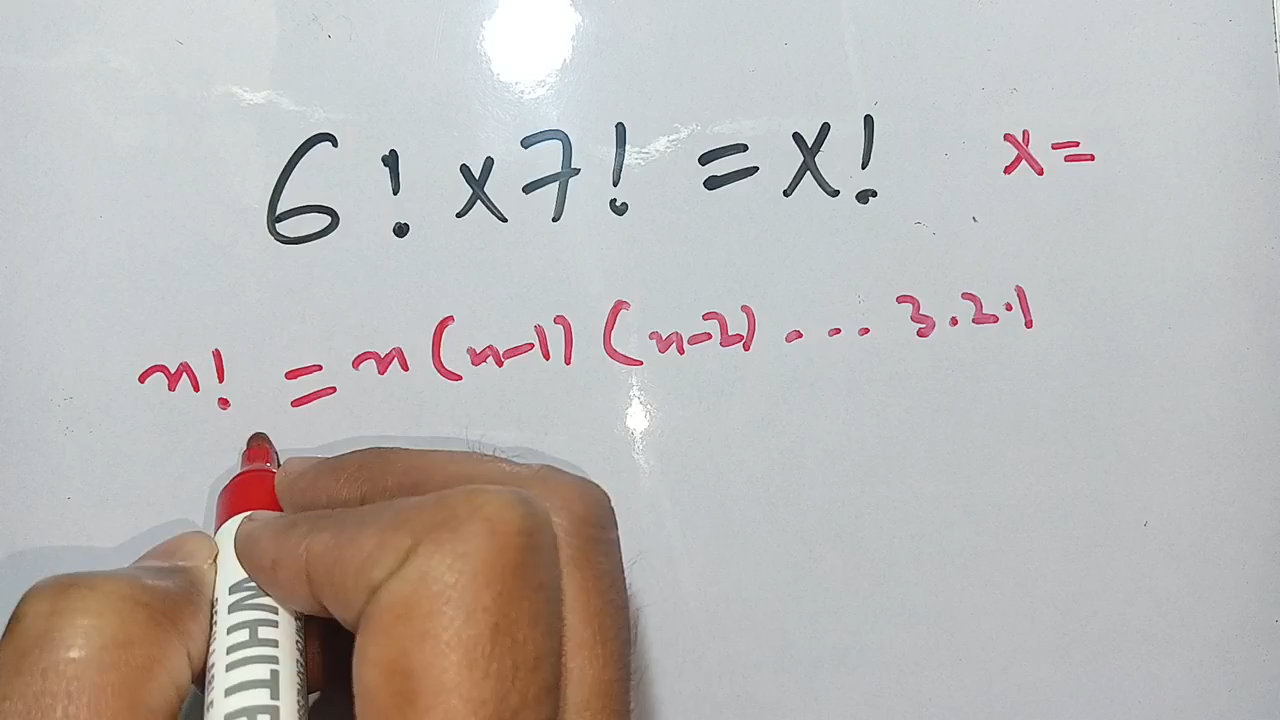 6! x 7! = x! x =
n! = n (n-1) (n-2) . . . . 3.2.1
WHITE